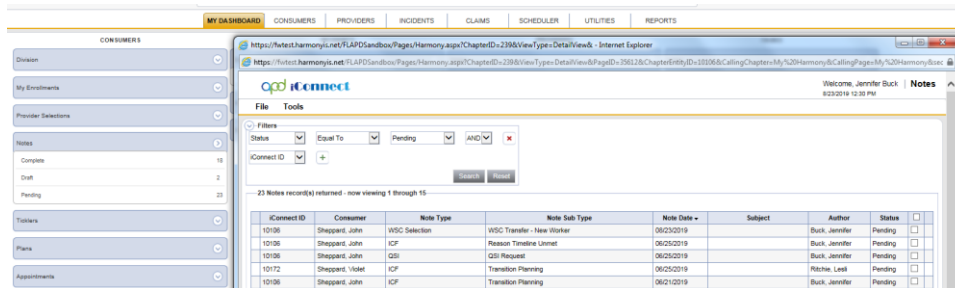 MY DASHBOARD CONSUMERS PROVIDERS INCIDENTS CLAIMS SCHEDULER UTILITIES REPORTS
CONSUMERS
Division
My Enrollments
Provider Selections
Notes
Complete 18
Draft 2
Pending 23
Ticklers
Plans
Appointments
https://fwtest.harmonyis.net/FLAPDSandbox/Pages/Harmony.aspx?ChapterID=239&ViewType=DetailView& - Internet Explorer
https://fwtest.harmonyis.net/FLAPDSandbox/Pages/Harmony.aspx?ChapterID=239&ViewType=DetailView&PageID=35612&ChapterEntityID=10106&CallingChapter=My%20Harmony&CallingPage=My%20Harmony&sec
apd iConnect
Welcome, Jennifer Buck Notes
8/23/2019 12:30 PM
File Tools
Filters
Status Equal To Pending AND
iConnect ID
Search Reset
23 Notes record(s) returned - now viewing 1 through 15
iConnect ID Consumer Note Type Note Sub Type Note Date Subject Author Status
10106 Sheppard, John WSC Selection WSC Transfer - New Worker 08/23/2019 Buck, Jennifer Pending
10106 Sheppard, John ICF Reason Timeline Unmet 06/25/2019 Buck, Jennifer Pending
10106 Sheppard, John QSI QSI Request 06/25/2019 Buck, Jennifer Pending
10172 Sheppard, Violet ICF Transition Planning 06/25/2019 Ritchie, Lesli Pending
10106 Sheppard, John ICF Transition Planning 06/21/2019 Buck, Jennifer Pending